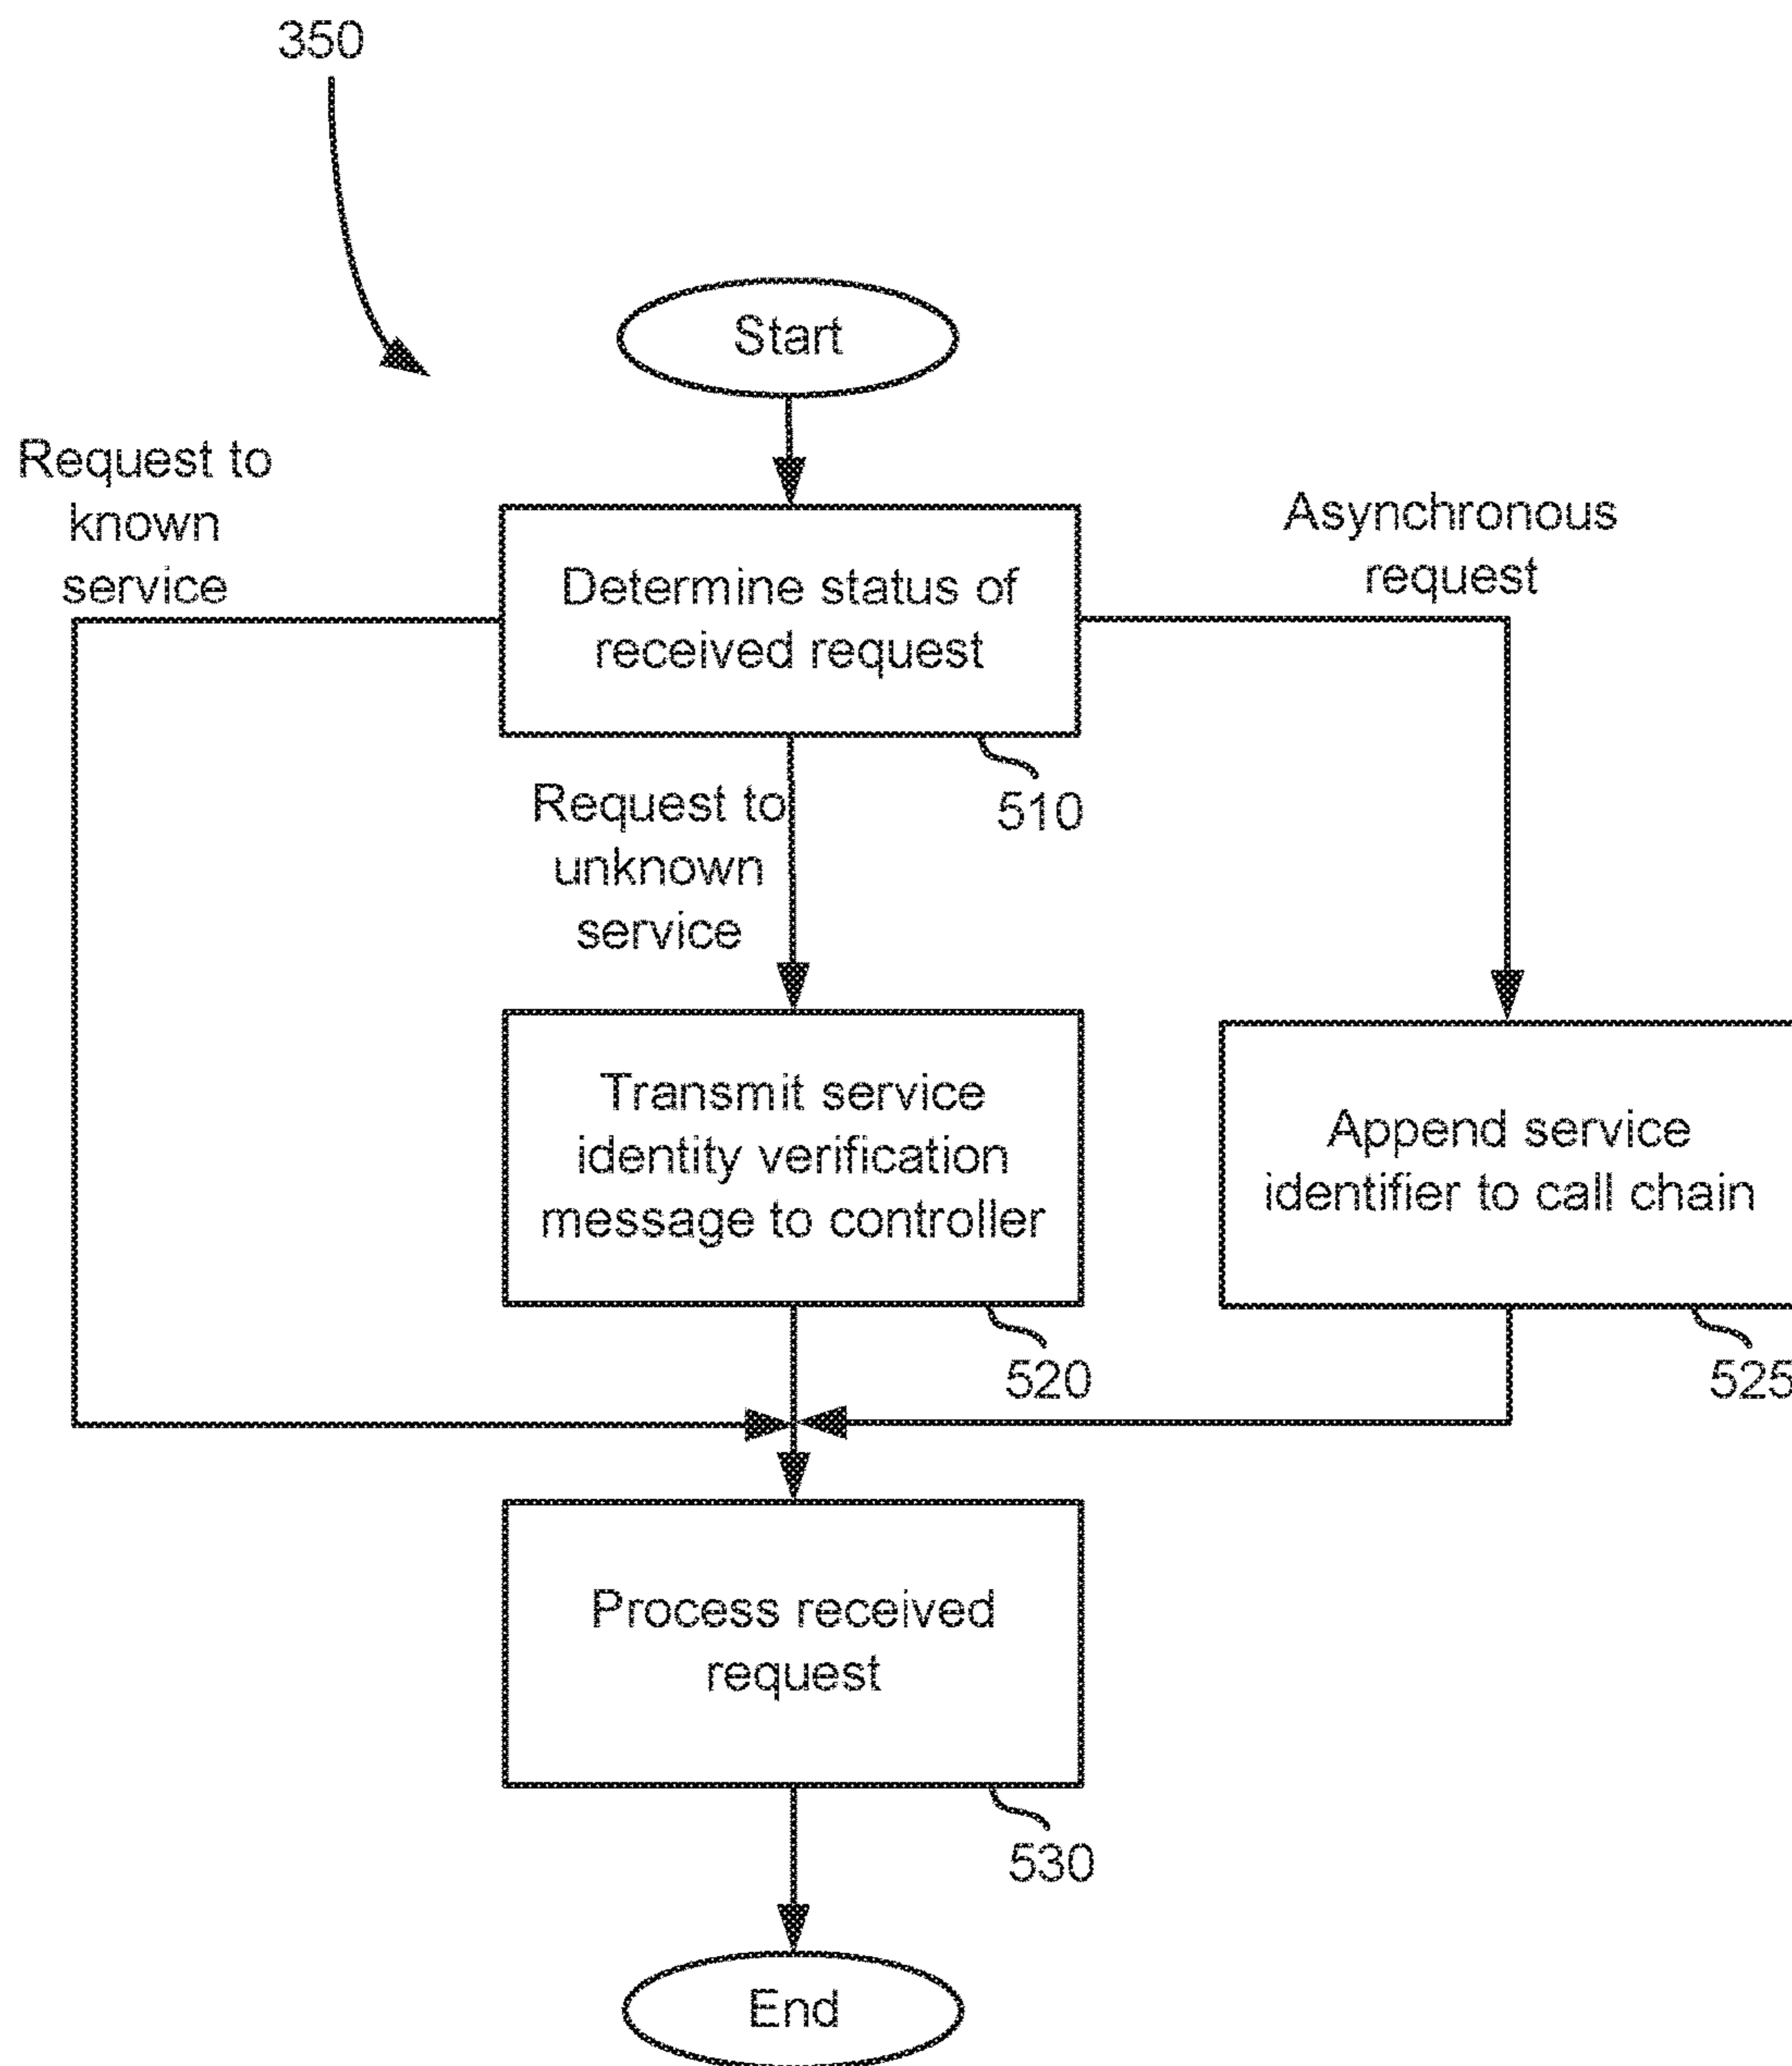 350
Start
Request to
known
service
Determine status of
received request
Asynchronous
request
510
Request to
unknown
service
Transmit service
identity verification
message to controller
520
Append service
identifier to call chain
525
Process received
request
530
End